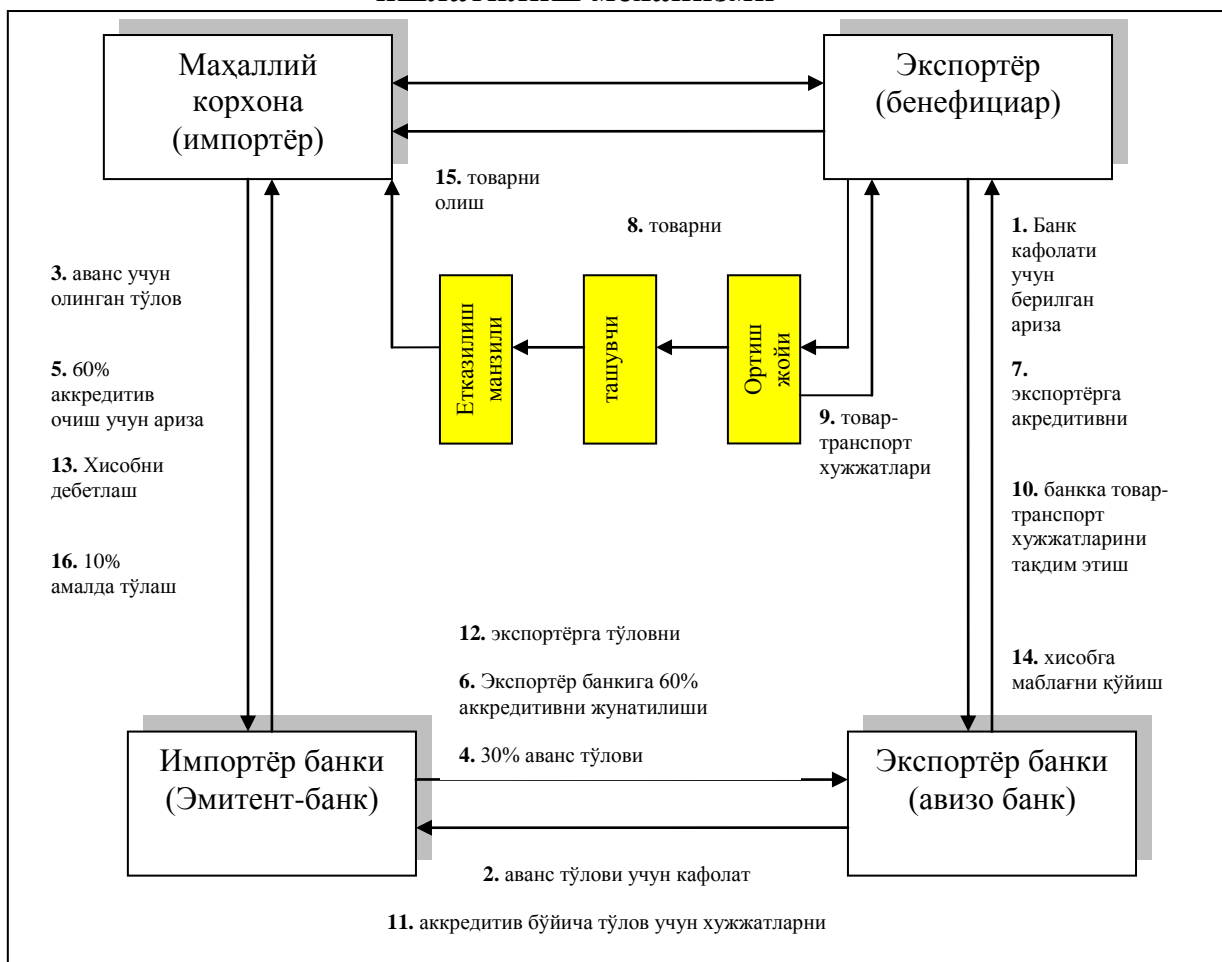 ишлатилиш механизми
Маҳаллий
корхона
(импортёр)
Экспортёр
(бенефициар)
15. товарни
олиш
8. товарни
1. Банк
кафолати
учун
берилган
ариза
3. аванс учун
олинган тўлов
Етказилиш
манзили
ташувчи
Ортиш
жойи
5. 60%
аккредитив
очиш учун ариза
7.
экспортёрга
акредитивни
9. товар-
транспорт
хужжатлари
13. Хисобни
дебетлаш
10. банкка товар-
транспорт
хужжатларини
тақдим этиш
16. 10%
амалда тўлаш
12. экспортёрга тўловни
14. хисобга
маблағни қўйиш
6. Экспортёр банкига 60%
аккредитивни жунатилиши
4. 30% аванс тўлови
Импортёр банки
(Эмитент-банк)
Экспортёр банки
(авизо банк)
2. аванс тўлови учун кафолат
11. аккредитив бўйича тўлов учун хужжатларни